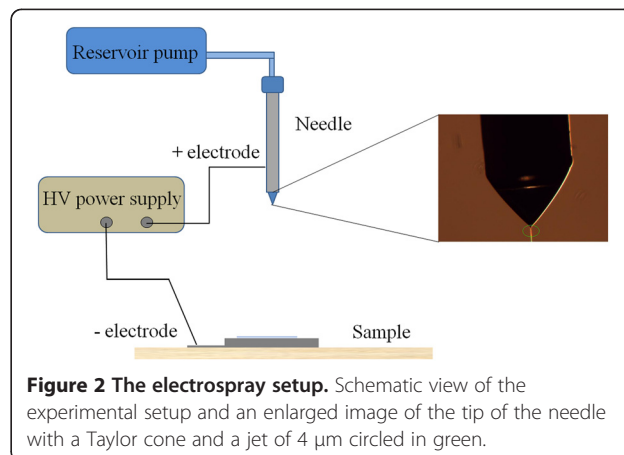 Reservoir pump
Needle
+ electrode
HV power supply
- electrode
Sample
Figure 2 The electrospray setup. Schematic view of the
experimental setup and an enlarged image of the tip of the needle
with a Taylor cone and a jet of 4 μm circled in green.